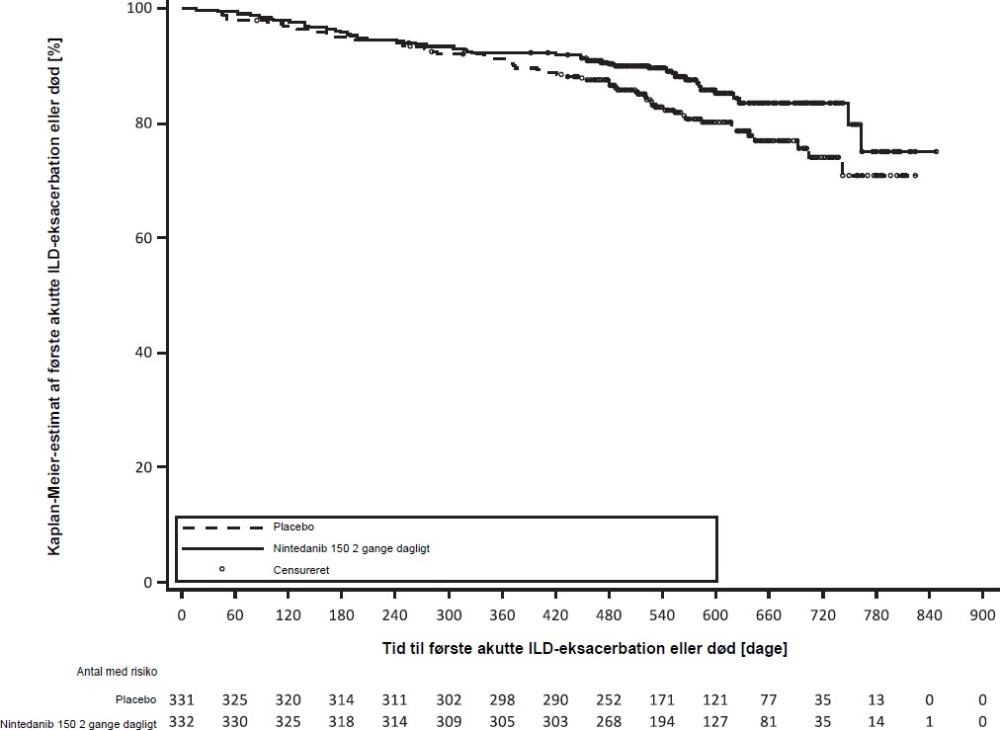 Kaplan-Meier-estimat af første akutte ILD-eksacerbation eller død [%]
100
80
60
40
20
0
Placebo
Nintedanib 150 2 gange dagligt
Censureret
0 60 120 180 240 300 360 420 480 540 600 660 720 780 840 900
Tid til første akutte ILD-eksacerbation eller død [dage]
Antal med risiko
Placebo 331 325 320 314 311 302 298 290 252 171 121 77 35 13 0 0
Nintedanib 150 2 gange dagligt 332 330 325 318 314 309 305 303 268 194 127 81 35 14 1 0